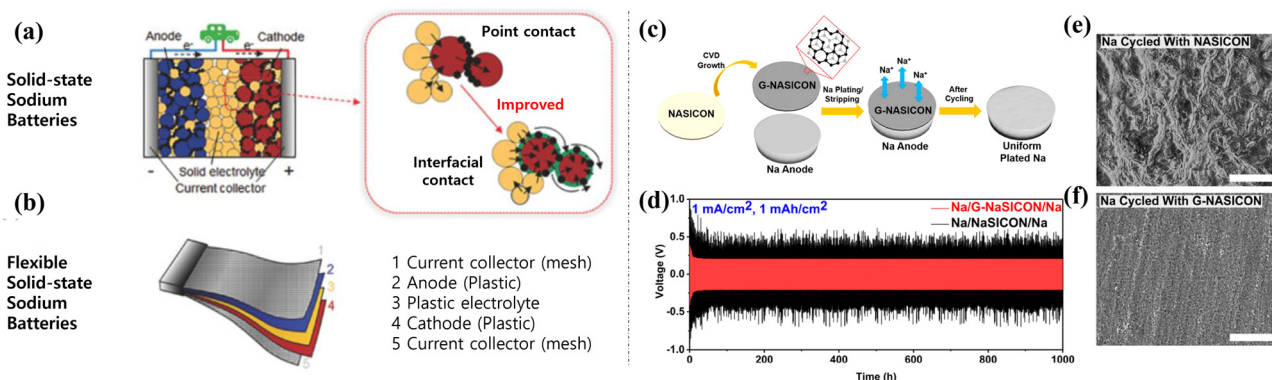 (a)
Solid-state
Sodium
Batteries
Anode
Cathode
e-
e-
Solid electrolyte
-
Current collector
+
Point contact
Improved
Interfacial
contact
(b)
Flexible
Solid-state
Sodium
Batteries
1
2
3
4
5
1 Current collector (mesh)
2 Anode (Plastic)
3 Plastic electrolyte
4 Cathode (Plastic)
5 Current collector (mesh)
(c)
NASICON
CVD
Growth
G-NASICON
Na Anode
Na Plating/
Stripping
Na⁺
Na⁺
Na⁺
G-NASICON
Na Anode
After
Cycling
Uniform
Plated Na
(d)
1 mA/cm², 1 mAh/cm²
Na/G-NaSICON/Na
Na/NaSICON/Na
Voltage (V)
1.0
0.5
0.0
-0.5
-1.0
0
200
400
600
800
1000
Time (h)
(e)
Na Cycled With NASICON
(f)
Na Cycled With G-NASICON